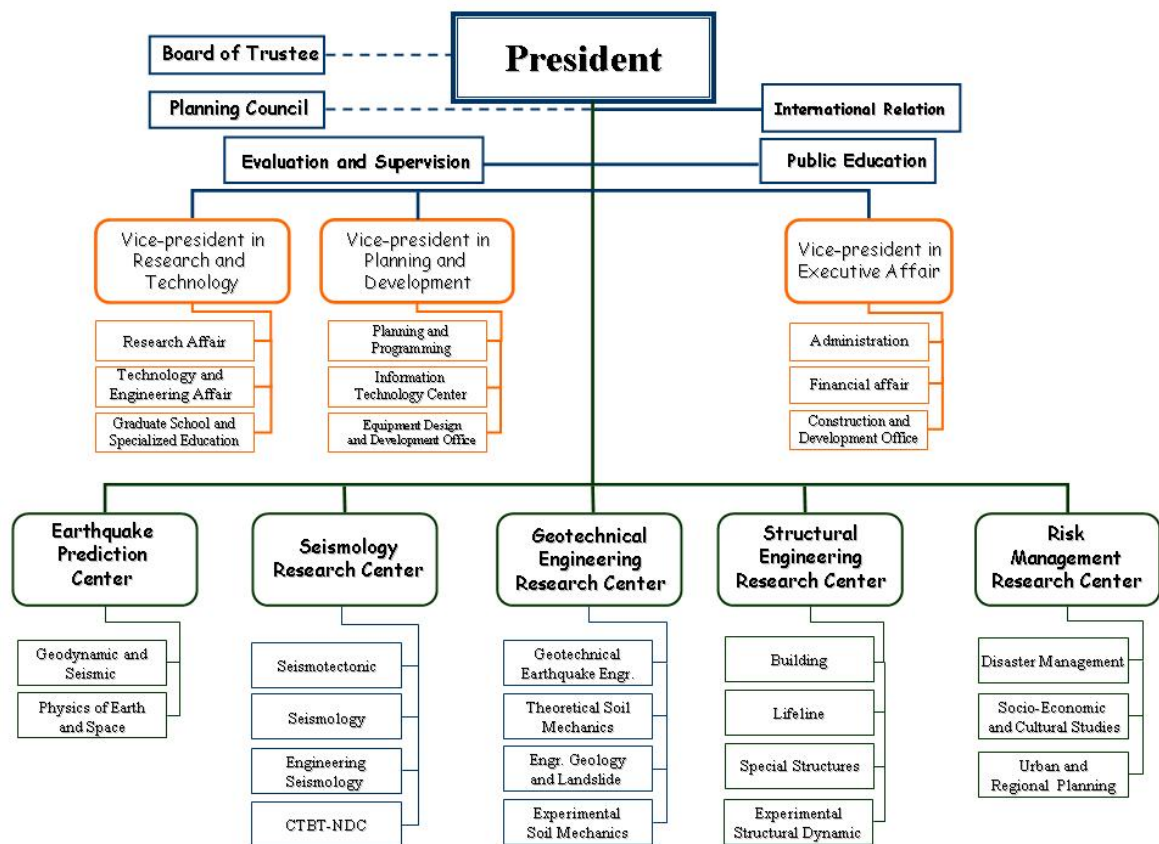 President
Board of Trustee
Planning Council
International Relation
Evaluation and Supervision
Public Education
Vice-president in
Research and
Technology
Research Affair
Technology and
Engineering Affair
Graduate School and
Specialized Education
Vice-president in
Planning and
Development
Planning and
Programming
Information
Technology Center
Equipment Design
and Development Office
Vice-president in
Executive Affair
Administration
Financial affair
Construction and
Development Office
Earthquake
Prediction
Center
Geodynamic and
Seismic
Physics of Earth
and Space
Seismology
Research Center
Seismotectonic
Seismology
Engineering
Seismology
CTBT-NDC
Geotechnical
Engineering
Research Center
Geotechnical
Earthquake Engr.
Theoretical Soil
Mechanics
Engr. Geology
and Landslide
Experimental
Soil Mechanics
Structural
Engineering
Research Center
Building
Lifeline
Special Structures
Experimental
Structural Dynamic
Risk
Management
Research Center
Disaster Management
Socio-Economic
and Cultural Studies
Urban and
Regional Planning